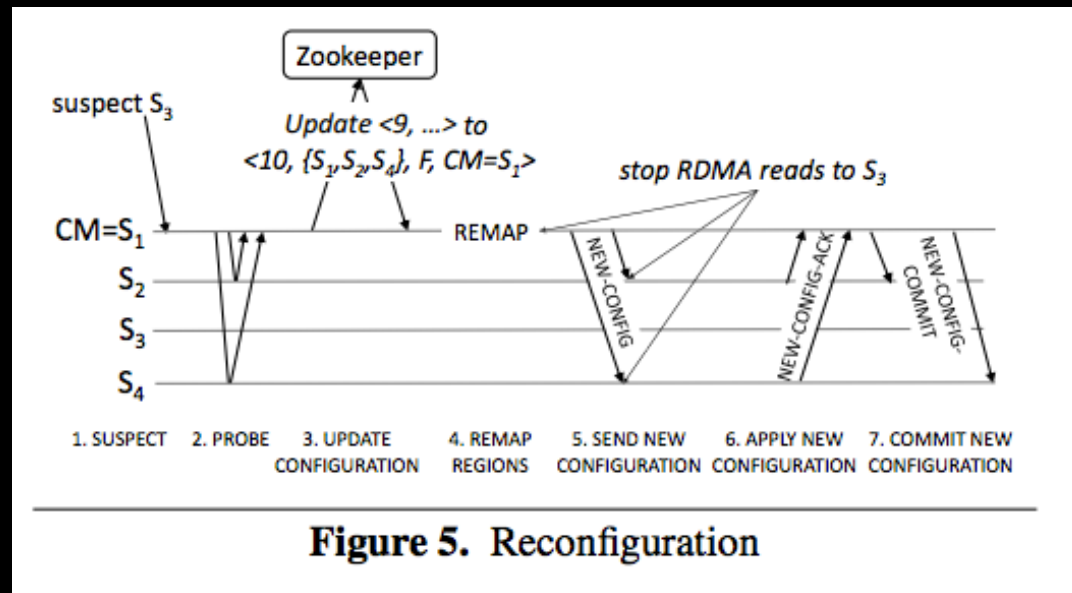 Zookeeper
suspect S₃
Update <9, ...> to
<10, {S₁,S₂,S₄}, F, CM=S₁>
stop RDMA reads to S₃
CM=S₁
REMAP
S₂
S₃
S₄
NEW-CONFIG
NEW-CONFIG-ACK
NEW-CONFIG-
COMMIT
1. SUSPECT
2. PROBE
3. UPDATE
CONFIGURATION
4. REMAP
REGIONS
5. SEND NEW
CONFIGURATION
6. APPLY NEW
CONFIGURATION
7. COMMIT NEW
CONFIGURATION
Figure 5. Reconfiguration